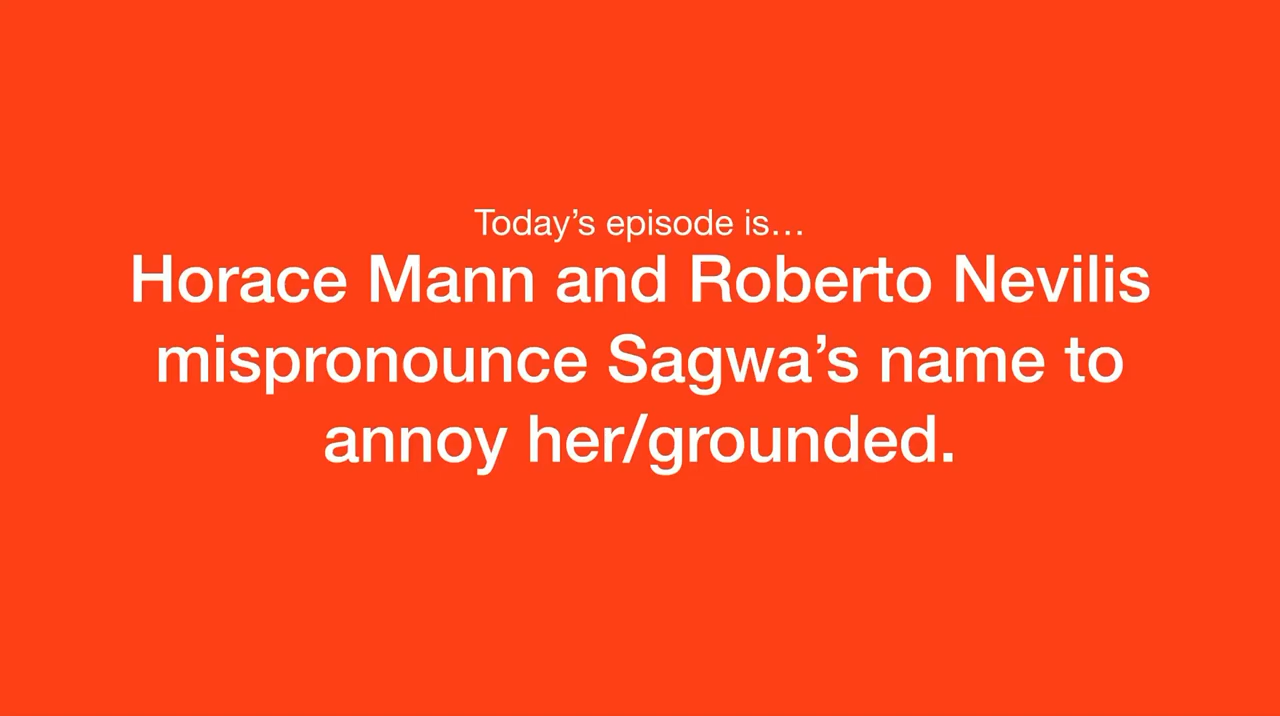 Today’s episode is…
Horace Mann and Roberto Nevilis
mispronounce Sagwa’s name to
annoy her/grounded.